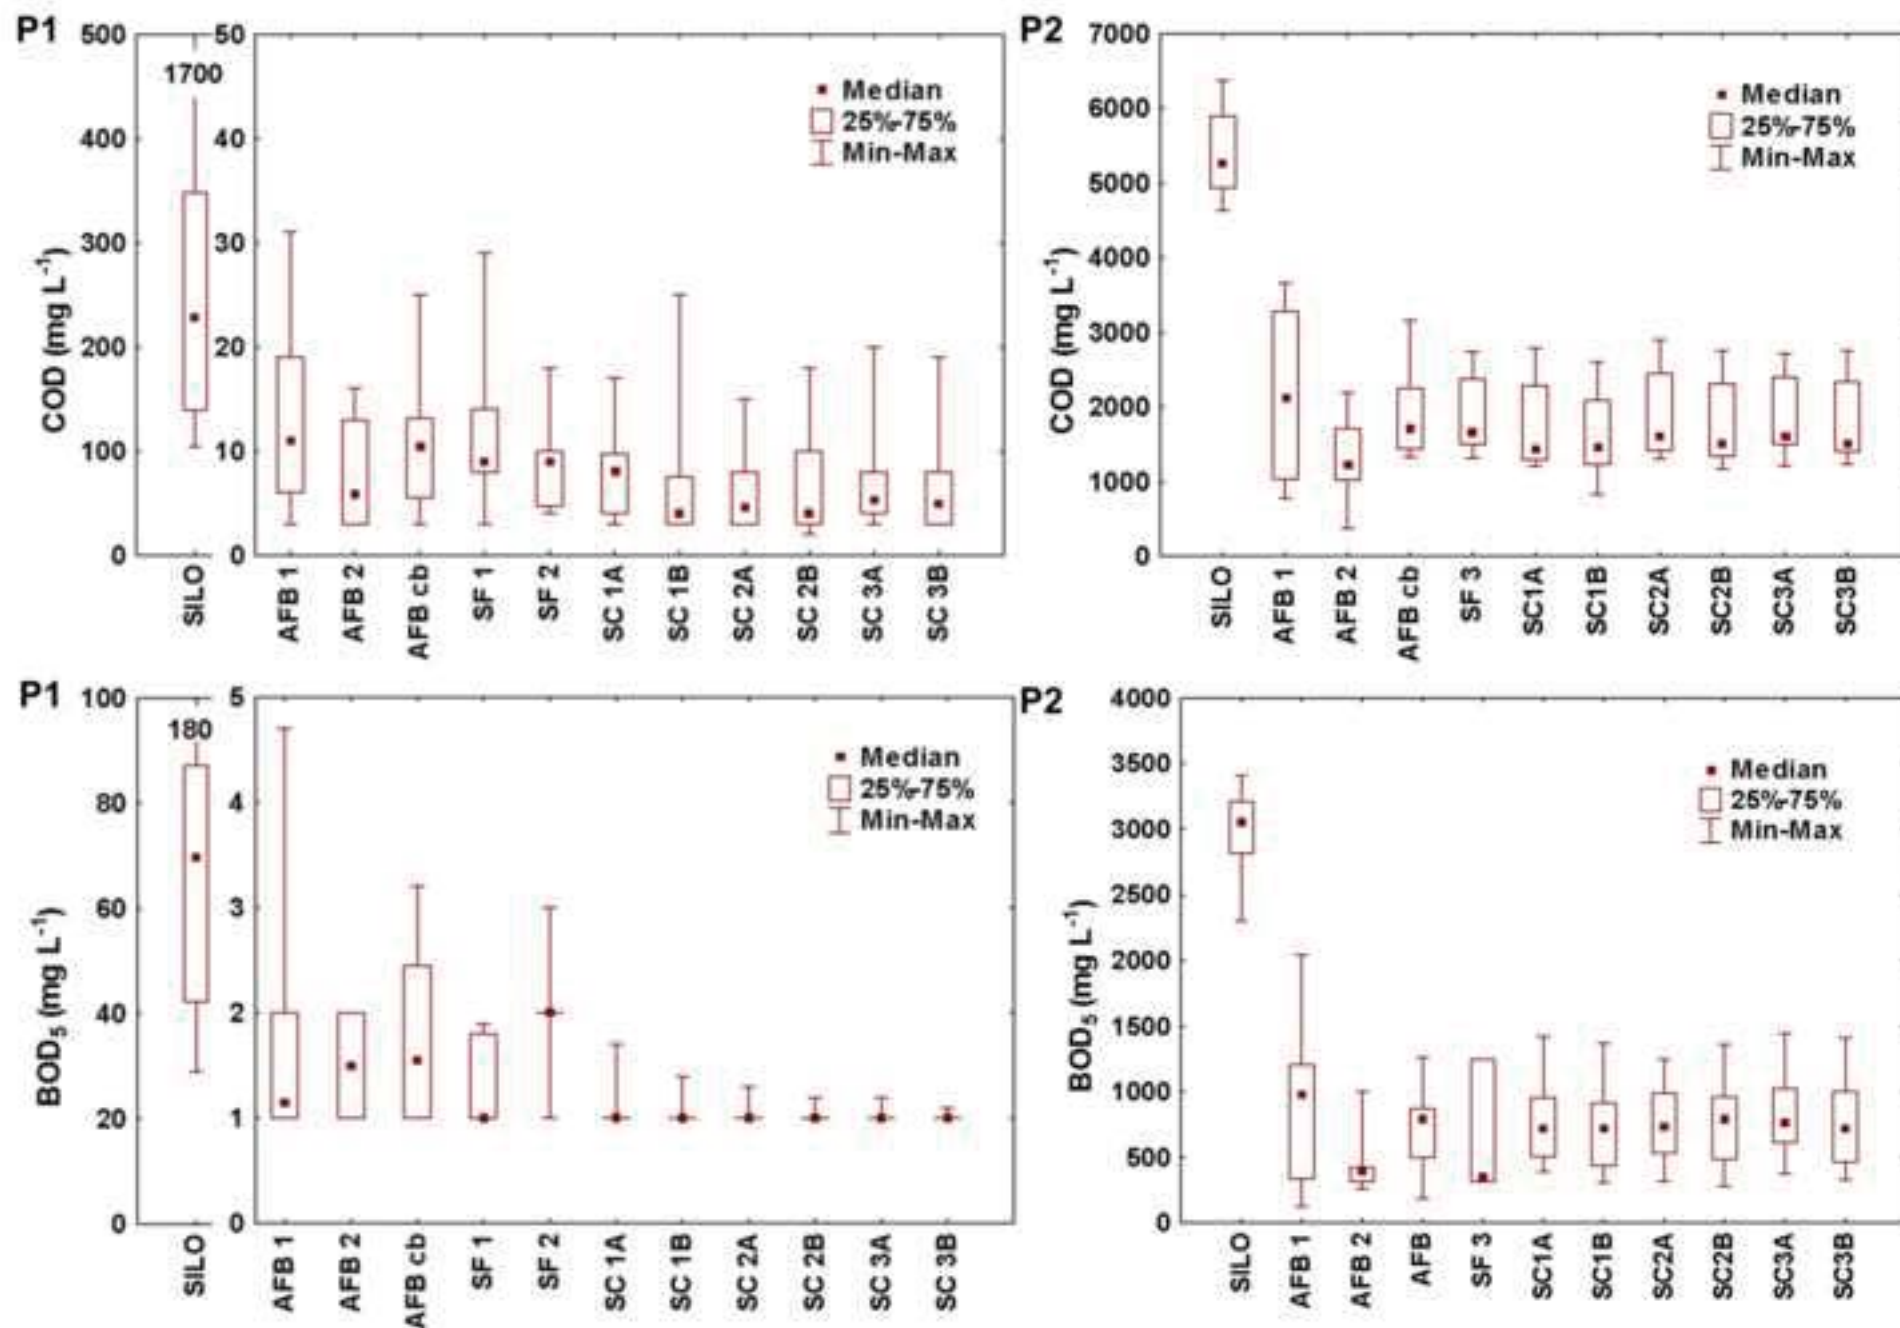 P1
COD (mg L-1)
500
400
300
200
100
0
1700
50
40
30
20
10
0
Median
25%-75%
Min-Max
SILO
AFB 1
AFB 2
AFB cb
SF 1
SF 2
SC 1A
SC 1B
SC 2A
SC 2B
SC 3A
SC 3B
P2
COD (mg L-1)
7000
6000
5000
4000
3000
2000
1000
0
Median
25%-75%
Min-Max
SILO
AFB 1
AFB 2
AFB cb
SF 3
SC1A
SC1B
SC2A
SC2B
SC3A
SC3B
P1
BOD5 (mg L-1)
100
80
60
40
20
0
180
5
4
3
2
1
0
Median
25%-75%
Min-Max
SILO
AFB 1
AFB 2
AFB cb
SF 1
SF 2
SC 1A
SC 1B
SC 2A
SC 2B
SC 3A
SC 3B
P2
BOD5 (mg L-1)
4000
3500
3000
2500
2000
1500
1000
500
0
Median
25%-75%
Min-Max
SILO
AFB 1
AFB 2
AFB
SF 3
SC1A
SC1B
SC2A
SC2B
SC3A
SC3B